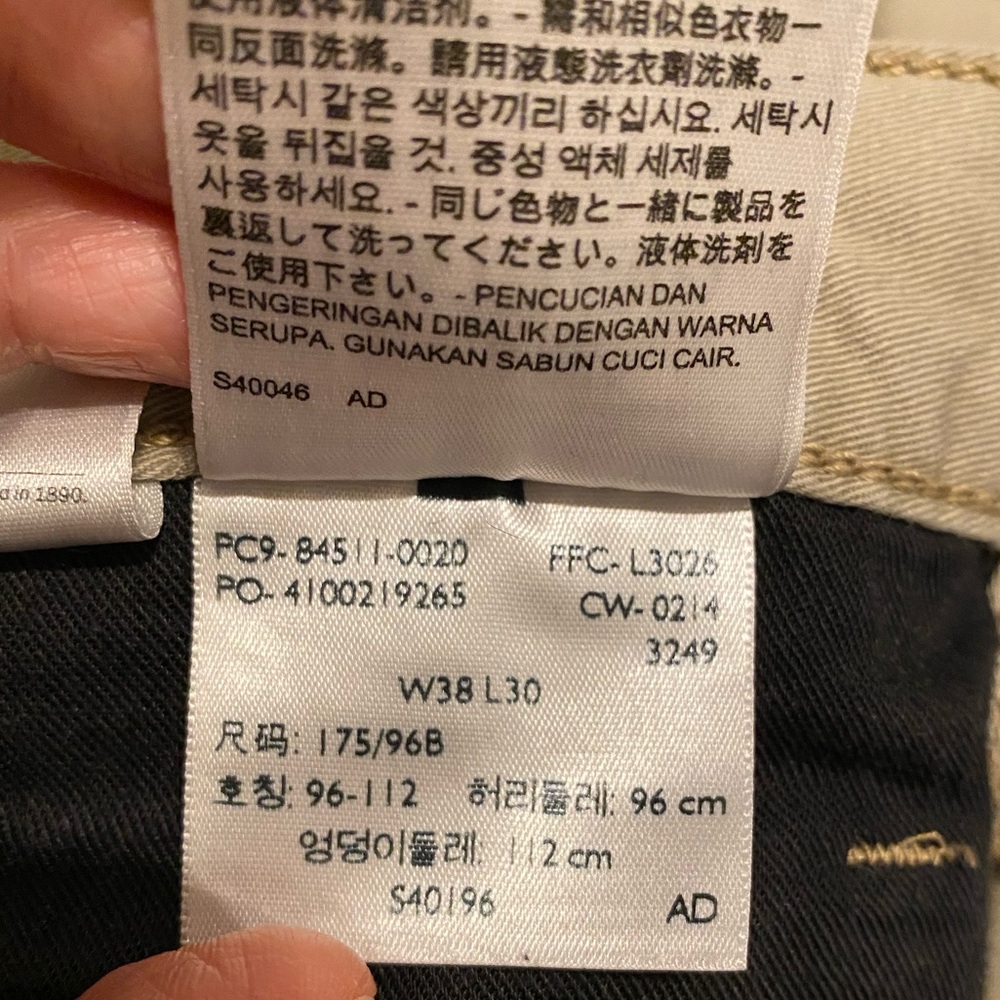 使用液体清洁剂。- 需和相似色衣物一
同反面洗滌。請用液態洗衣劑洗滌。-
세탁시 같은 색상끼리 하십시오. 세탁시
옷을 뒤집을 것. 중성 액체 세제를
사용하세요. - 同じ色物と一緒に製品を
裏返して洗ってください。液体洗剤を
ご使用下さい。- PENCUCIAN DAN
PENGERINGAN DIBALIK DENGAN WARNA
SERUPA. GUNAKAN SABUN CUCI CAIR.
S40046 AD
in 1890.
PC9-84511-0020 FFC-L3026
PO-4100219265 CW-0214
3249
W38 L30
尺码: 175/96B
호칭: 96-112 허리둘레: 96 cm
엉덩이둘레: 112 cm
S40196 AD